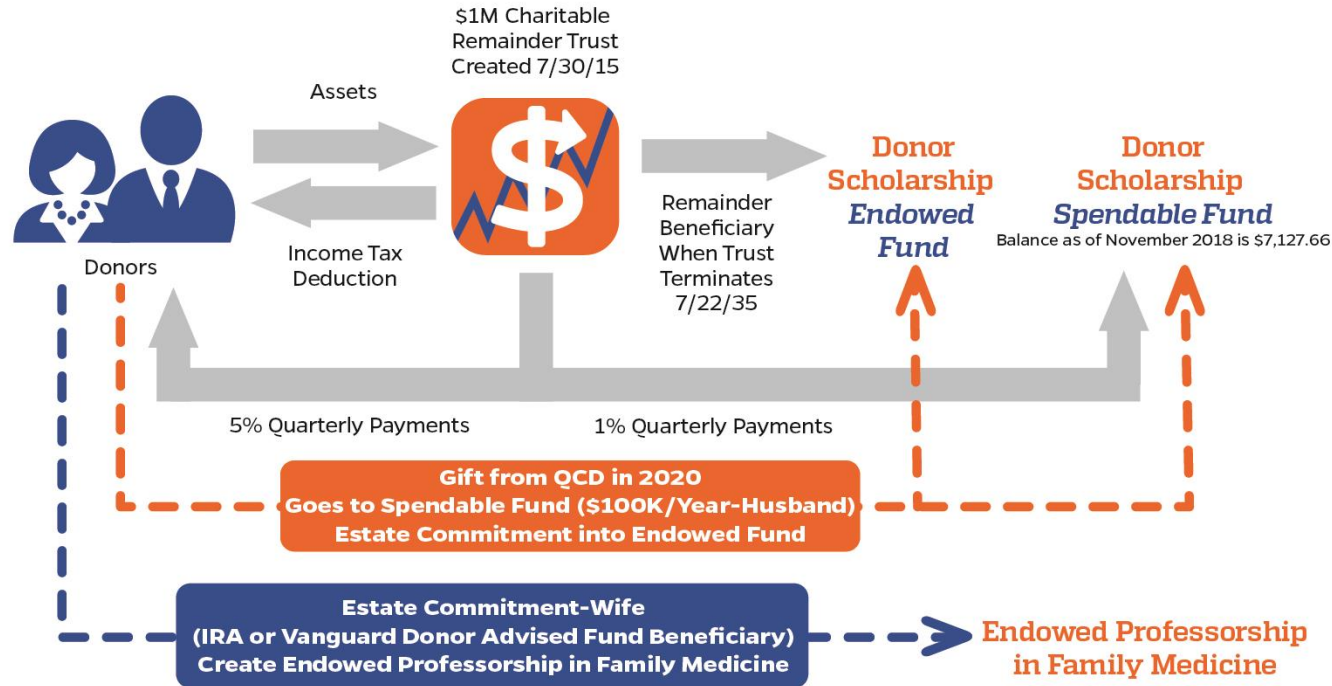 $1M Charitable
Remainder Trust
Created 7/30/15
Assets
Income Tax
Deduction
Donors
Remainder
Beneficiary
When Trust
Terminates
7/22/35
Donor
Scholarship
Endowed
Fund
Donor
Scholarship
Spendable Fund
Balance as of November 2018 is $7,127.66
5% Quarterly Payments
1% Quarterly Payments
Gift from QCD in 2020
Goes to Spendable Fund ($100K/Year-Husband)
Estate Commitment into Endowed Fund
Estate Commitment-Wife
(IRA or Vanguard Donor Advised Fund Beneficiary)
Create Endowed Professorship in Family Medicine
Endowed Professorship
in Family Medicine